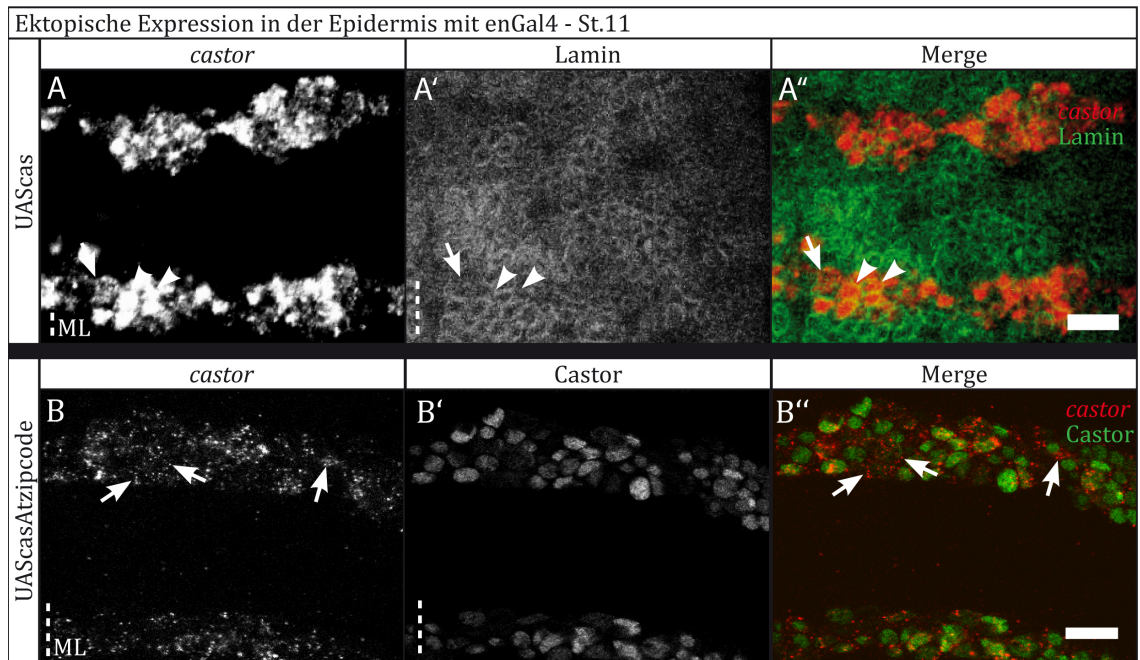 Ektopische Expression in der Epidermis mit enGal4 - St.11
castor Lamin Merge
UAScas
A A' A"
castor
Lamin
ML
castor Castor Merge
UAScasΔtzipcode
B B' B"
castor
Castor
ML